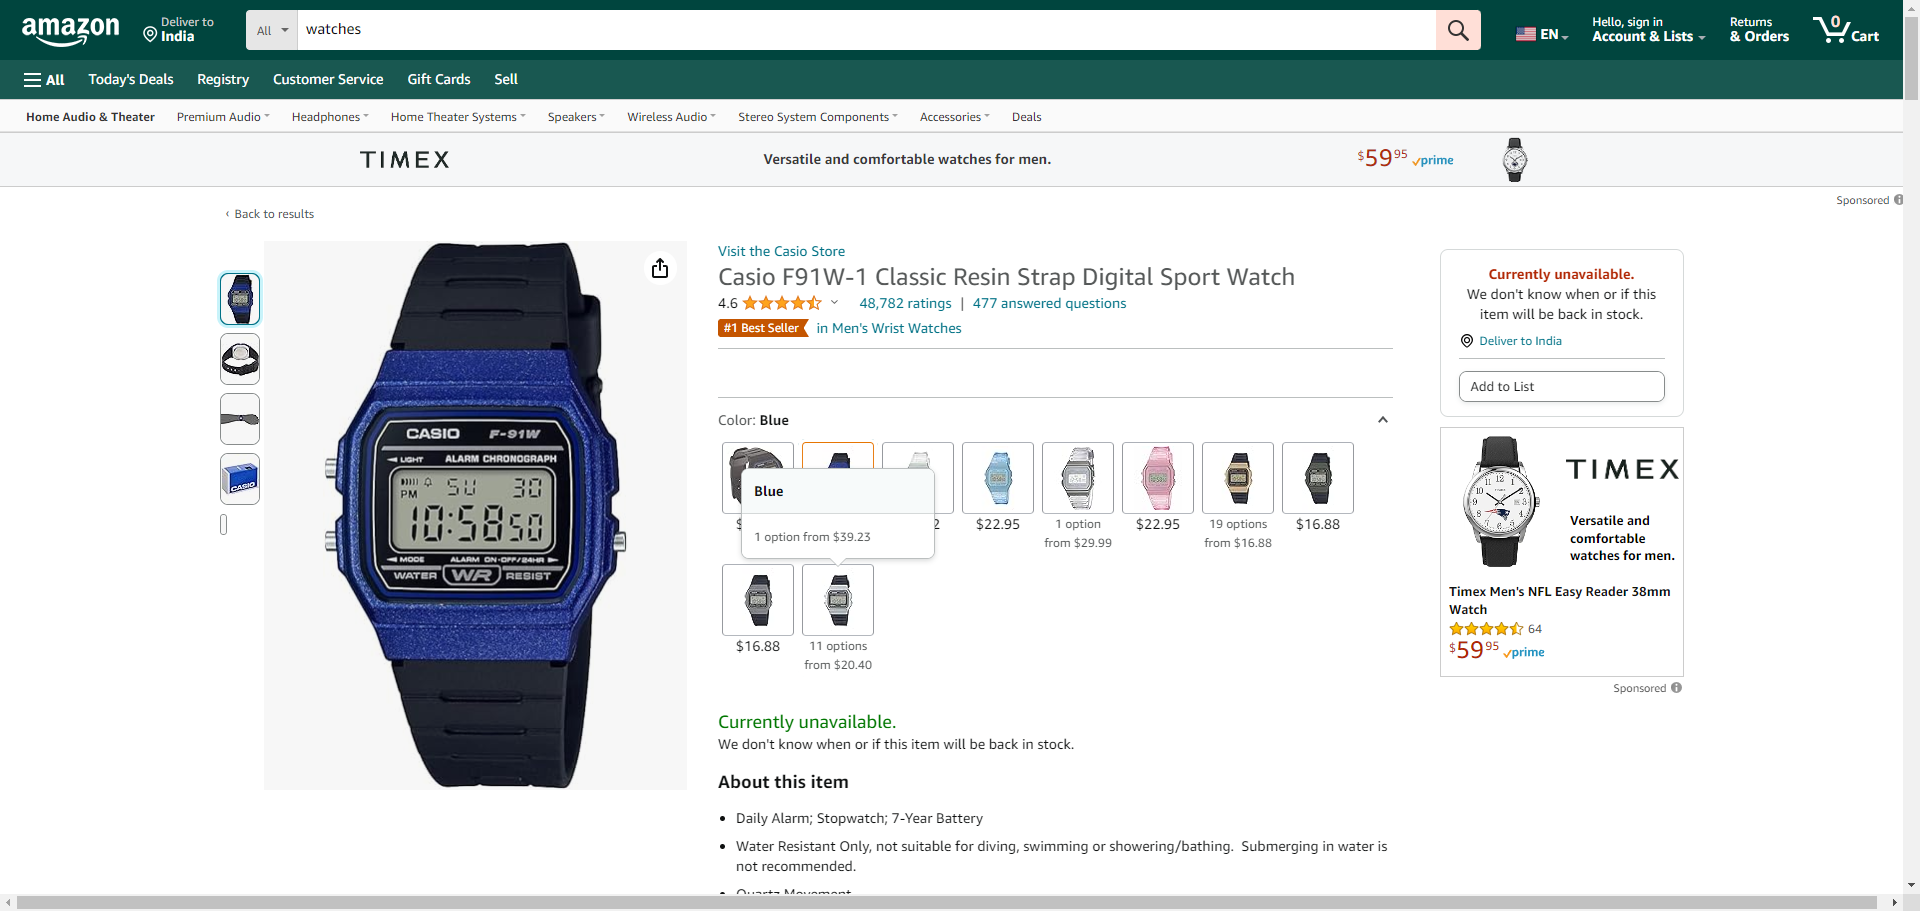 amazon
Deliver to
India
All
watches
EN
Hello, sign in
Account & Lists
Returns
& Orders
0
Cart
All
Today's Deals
Registry
Customer Service
Gift Cards
Sell
Home Audio & Theater
Premium Audio
Headphones
Home Theater Systems
Speakers
Wireless Audio
Stereo System Components
Accessories
Deals
TIMEX
Versatile and comfortable watches for men.
$59 95 prime
Sponsored
‹ Back to results
Visit the Casio Store
Casio F91W-1 Classic Resin Strap Digital Sport Watch
4.6
48,782 ratings | 477 answered questions
#1 Best Seller in Men's Wrist Watches
Color: Blue
Blue
1 option from $39.23
$
2
$22.95
1 option
from $29.99
$22.95
19 options
from $16.88
$16.88
$16.88
11 options
from $20.40
Currently unavailable.
We don't know when or if this item will be back in stock.
About this item
• Daily Alarm; Stopwatch; 7-Year Battery
• Water Resistant Only, not suitable for diving, swimming or showering/bathing. Submerging in water is
not recommended.
• Quartz Movement
CASIO F-91W
LIGHT ALARM CHRONOGRAPH
PM SU 30
10:58 50
MODE ALARM ON·OFF/24HR
WATER WR RESIST
CASIO
Currently unavailable.
We don't know when or if this
item will be back in stock.
Deliver to India
Add to List
TIMEX
Versatile and
comfortable
watches for men.
Timex Men's NFL Easy Reader 38mm
Watch
64
$59 95 prime
Sponsored